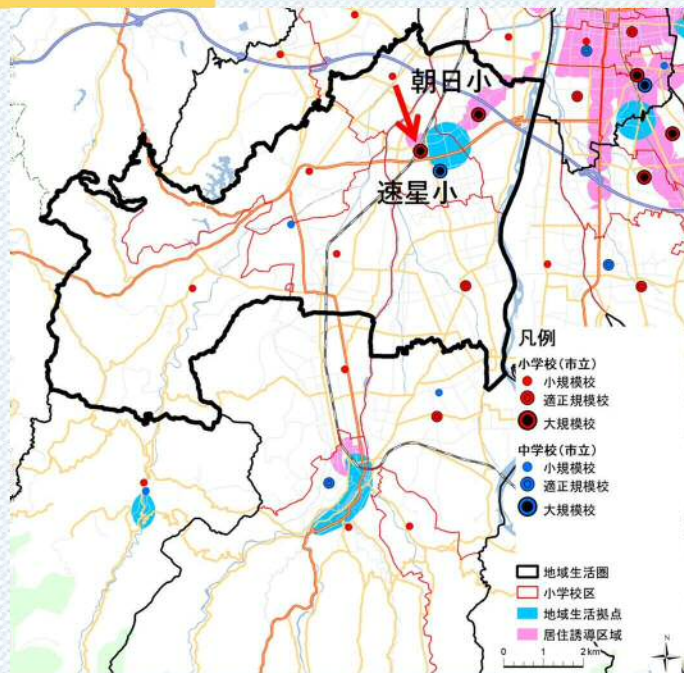 朝日小
速星小
凡例
小学校(市立)
小規模校
適正規模校
大規模校
中学校(市立)
小規模校
適正規模校
大規模校
地域生活圏
小学校区
地域生活拠点
居住誘導区域
0 1 2km
N